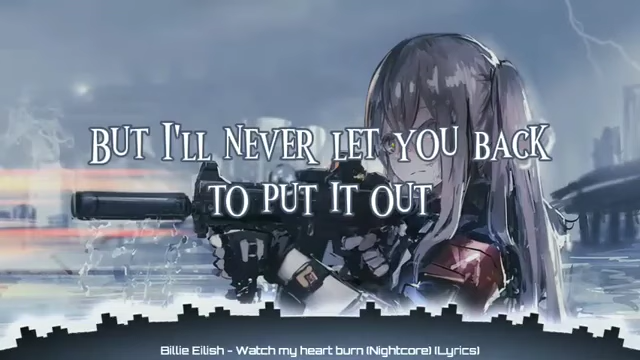 BUT I'LL NEVER LET YOU BACK
TO PUT IT OUT
Billie Eilish - Watch my heart burn (Nightcore) (Lyrics)